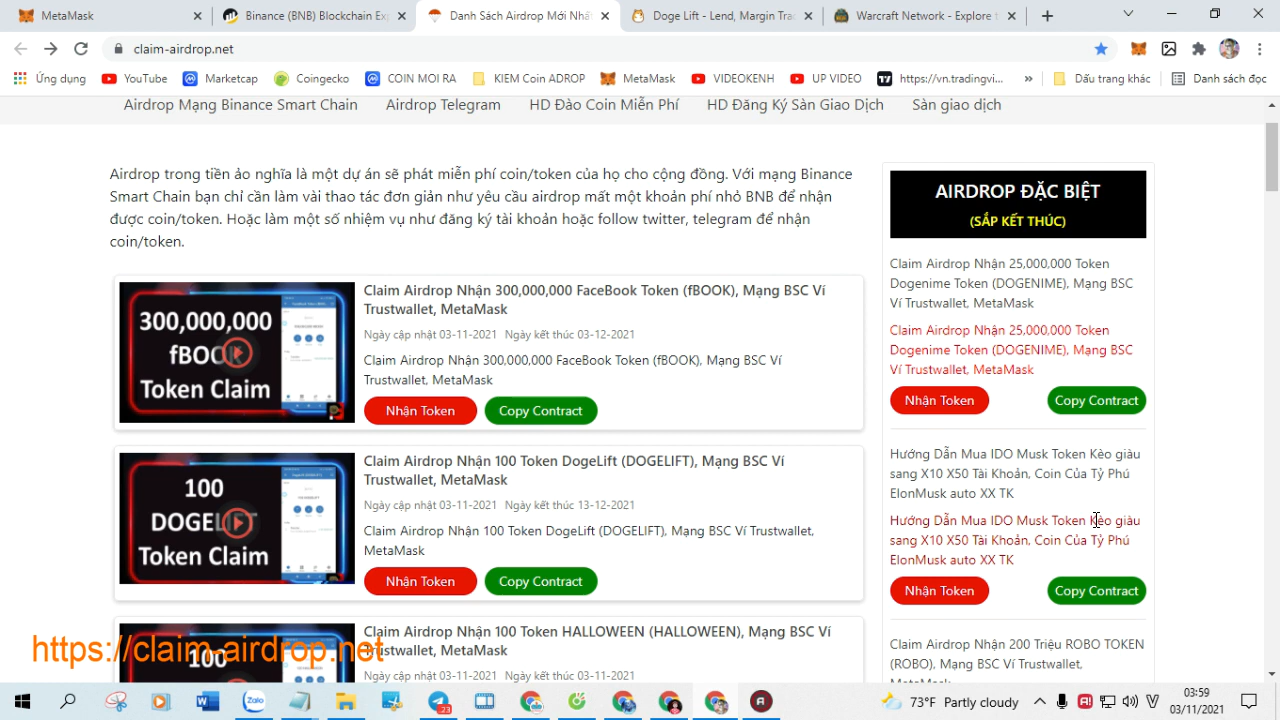 MetaMask
Binance (BNB) Blockchain Exp
Danh Sách Airdrop Mới Nhấ
Doge Lift - Lend, Margin Trad
Warcraft Network - Explore t
claim-airdrop.net
Ứng dụng
YouTube
Marketcap
Coingecko
COIN MOI RA
KIEM Coin ADROP
MetaMask
VIDEOKENH
UP VIDEO
https://vn.tradingvi...
»
Dấu trang khác
Danh sách đọc
Airdrop Mạng Binance Smart Chain
Airdrop Telegram
HD Đào Coin Miễn Phí
HD Đăng Ký Sàn Giao Dịch
Sàn giao dịch
Airdrop trong tiền ảo nghĩa là một dự án sẽ phát miễn phí coin/token của họ cho cộng đồng. Với mạng Binance
Smart Chain bạn chỉ cần làm vài thao tác đơn giản như yêu cầu airdrop mất một khoản phí nhỏ BNB để nhận
được coin/token. Hoặc làm một số nhiệm vụ như đăng ký tài khoản hoặc follow twitter, telegram để nhận
coin/token.
300,000,000
fBOOK
Token Claim
Claim Airdrop Nhận 300,000,000 FaceBook Token (fBOOK), Mạng BSC Ví
Trustwallet, MetaMask
Ngày cập nhật 03-11-2021 Ngày kết thúc 03-12-2021
Claim Airdrop Nhận 300,000,000 FaceBook Token (fBOOK), Mạng BSC Ví
Trustwallet, MetaMask
Nhận Token
Copy Contract
100
DOGELIFT
Token Claim
Claim Airdrop Nhận 100 Token DogeLift (DOGELIFT), Mạng BSC Ví
Trustwallet, MetaMask
Ngày cập nhật 03-11-2021 Ngày kết thúc 13-12-2021
Claim Airdrop Nhận 100 Token DogeLift (DOGELIFT), Mạng BSC Ví Trustwallet,
MetaMask
Nhận Token
Copy Contract
100
Claim Airdrop Nhận 100 Token HALLOWEEN (HALLOWEEN), Mạng BSC Ví
Trustwallet, MetaMask
Ngày cập nhật 03-11-2021 Ngày kết thúc 03-11-2021
https://claim-airdrop.net
AIRDROP ĐẶC BIỆT
(SẮP KẾT THÚC)
Claim Airdrop Nhận 25,000,000 Token
Dogenime Token (DOGENIME), Mạng BSC
Ví Trustwallet, MetaMask
Claim Airdrop Nhận 25,000,000 Token
Dogenime Token (DOGENIME), Mạng BSC
Ví Trustwallet, MetaMask
Nhận Token
Copy Contract
Hướng Dẫn Mua IDO Musk Token Kèo giàu
sang X10 X50 Tài Khoản, Coin Của Tỷ Phú
ElonMusk auto XX TK
Hướng Dẫn Mua IDO Musk Token Kèo giàu
sang X10 X50 Tài Khoản, Coin Của Tỷ Phú
ElonMusk auto XX TK
Nhận Token
Copy Contract
Claim Airdrop Nhận 200 Triệu ROBO TOKEN
(ROBO), Mạng BSC Ví Trustwallet,
MetaMask
Zalo
23
73°F Partly cloudy
03:59
03/11/2021